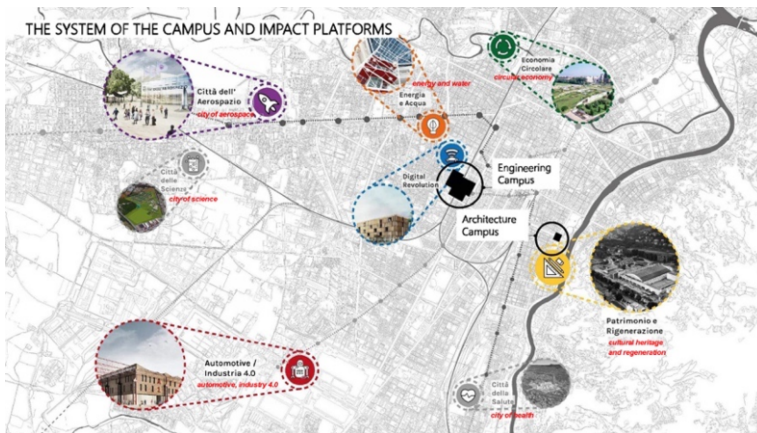 THE SYSTEM OF THE CAMPUS AND IMPACT PLATFORMS
Città dell'
Aerospazio
city of aerospace
energy and water
Energia
e Acqua
Economia
Circolare
circular economy
Città
delle
Scienze
city of science
Digital
Revolution
Engineering
Campus
Architecture
Campus
Patrimonio e
Rigenerazione
cultural heritage
and regeneration
Automotive /
Industria 4.0
automotive, industry 4.0
Città
della
Salute
city of health